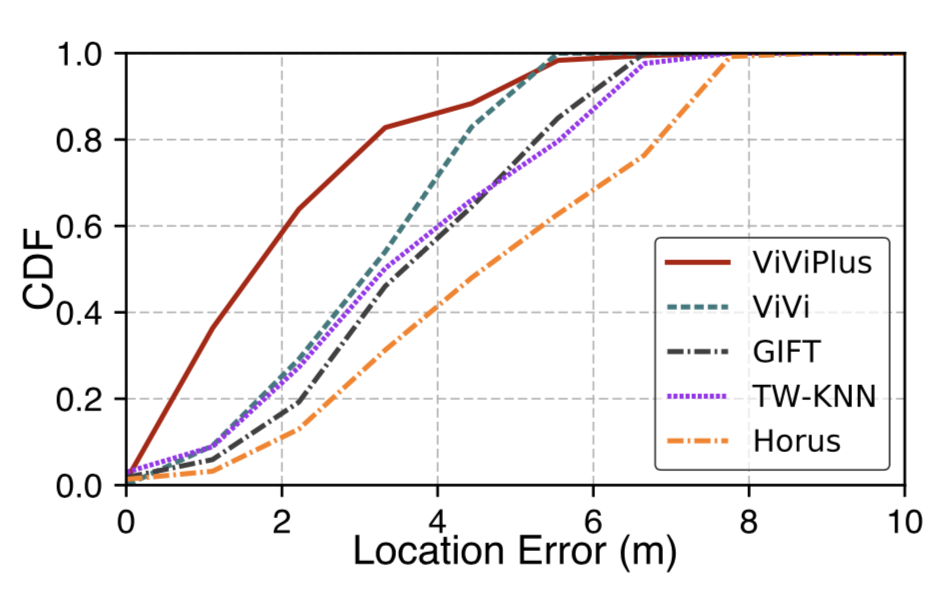 1.0
0.8
0.6
0.4
0.2
0.0
CDF
0 2 4 6 8 10
Location Error (m)
ViViPlus
ViVi
GIFT
TW-KNN
Horus